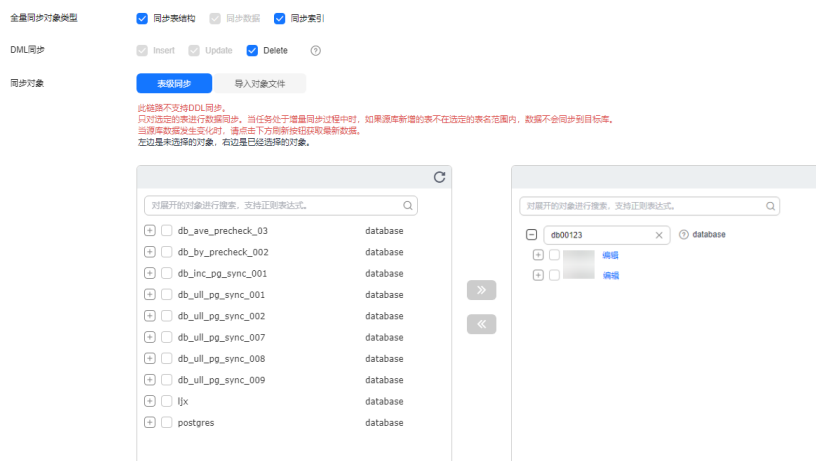 全量同步对象类型 同步表结构 同步数据 同步索引
DML同步 Insert Update Delete
同步对象 表级同步 导入对象文件
此链路不支持DDL同步。
只对选定的表进行数据同步。当任务处于增量同步过程中时，如果源库新增的表不在选定的表名范围内，数据不会同步到目标库。
当源库数据发生变化时，请点击下方刷新按钮获取最新数据。
左边是未选择的对象，右边是已经选择的对象。
对展开的对象进行搜索，支持正则表达式。
db_ave_precheck_03 database
db_by_precheck_002 database
db_inc_pg_sync_001 database
db_ull_pg_sync_001 database
db_ull_pg_sync_002 database
db_ull_pg_sync_007 database
db_ull_pg_sync_008 database
db_ull_pg_sync_009 database
ljx database
postgres database
对展开的对象进行搜索，支持正则表达式。
db00123 database
编辑
编辑